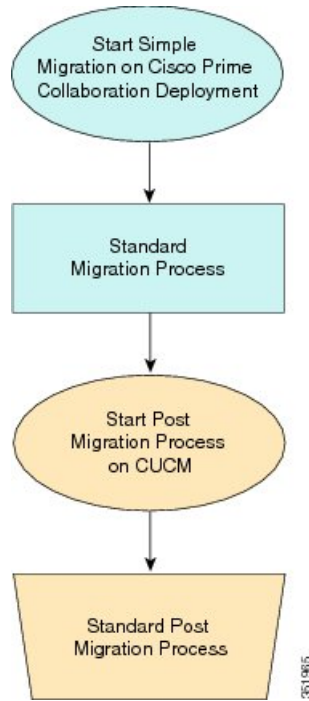 Start Simple
Migration on Cisco Prime
Collaboration Deployment
Standard
Migration Process
Start Post
Migration Process
on CUCM
Standard Post
Migration Process
351965